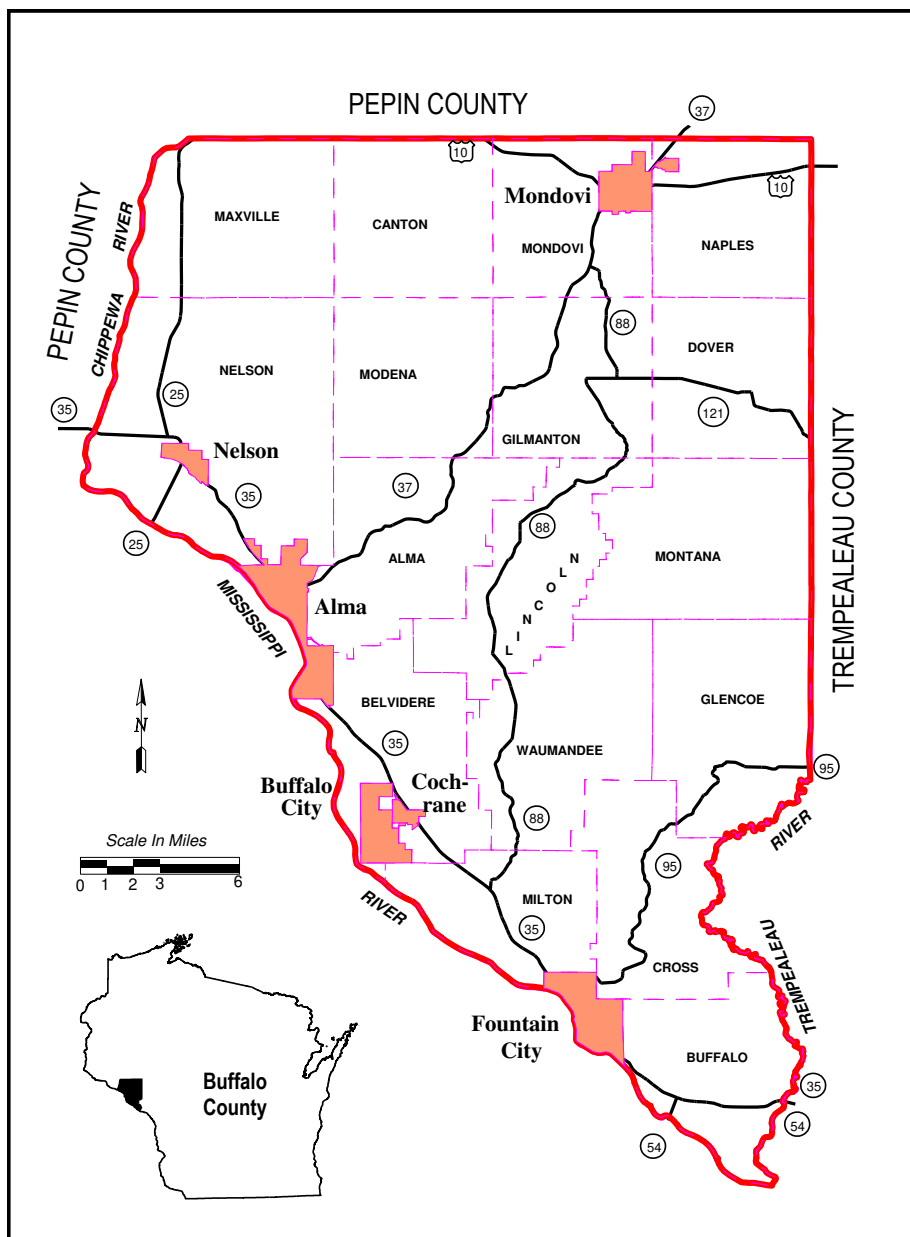 PEPIN COUNTY
37
10
10
Mondovi
MAXVILLE
CANTON
MONDOVI
NAPLES
PEPIN COUNTY
CHIPPEWA RIVER
88
NELSON
MODENA
DOVER
35
25
121
GILMANTON
Nelson
35
37
88
25
ALMA
MONTANA
LINCOLN
TREMPEALEAU COUNTY
MISSISSIPPI
Alma
BELVIDERE
GLENCOE
N
35
WAUMANDEE
95
Buffalo
City
Coch-
rane
88
RIVER
Scale In Miles
0 1 2 3 6
95
RIVER
MILTON
35
TREMPEALEAU
CROSS
Fountain
City
BUFFALO
35
54
54
Buffalo
County